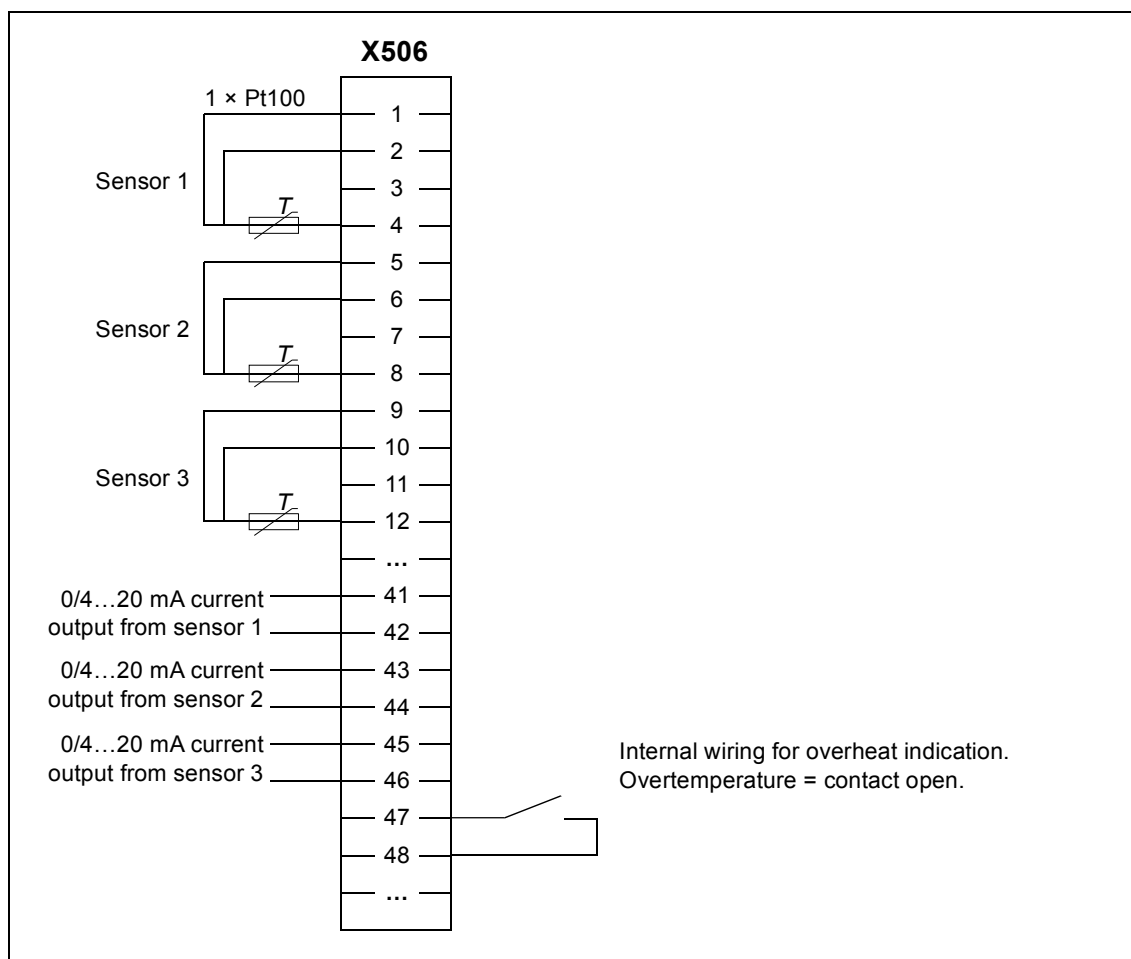 X506
1 × Pt100
1
2
Sensor 1
3
T
4
5
6
Sensor 2
7
T
8
9
10
Sensor 3
11
T
12
...
0/4…20 mA current
output from sensor 1
41
42
0/4…20 mA current
output from sensor 2
43
44
0/4…20 mA current
output from sensor 3
45
46
Internal wiring for overheat indication.
Overtemperature = contact open.
47
48
...